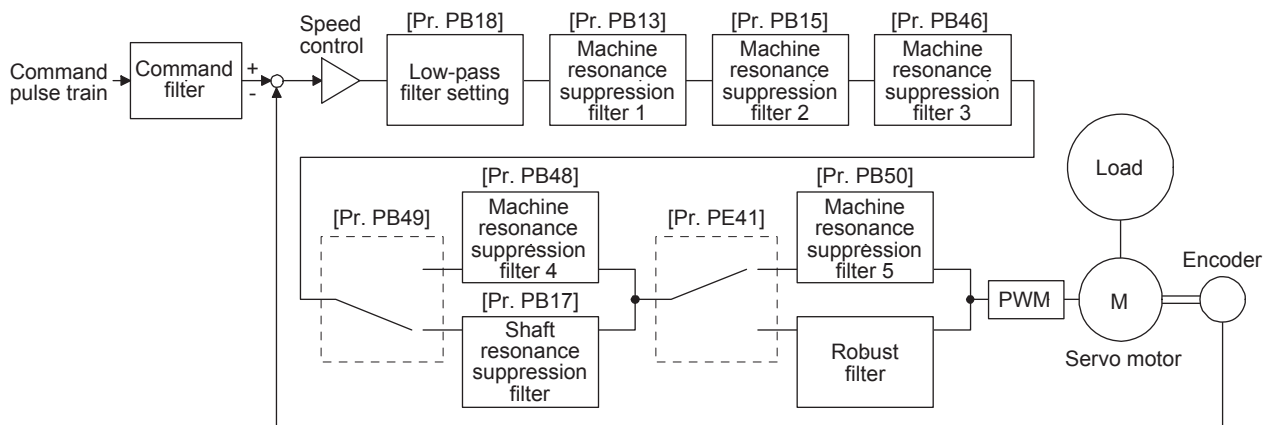 Command
pulse train
Command
filter
+
-
Speed
control
[Pr. PB18]
Low-pass
filter setting
[Pr. PB13]
Machine
resonance
suppression
filter 1
[Pr. PB15]
Machine
resonance
suppression
filter 2
[Pr. PB46]
Machine
resonance
suppression
filter 3
Load
[Pr. PB49]
[Pr. PB48]
Machine
resonance
suppression
filter 4
[Pr. PB17]
Shaft
resonance
suppression
filter
[Pr. PE41]
[Pr. PB50]
Machine
resonance
suppression
filter 5
Robust
filter
PWM
M
Servo motor
Encoder